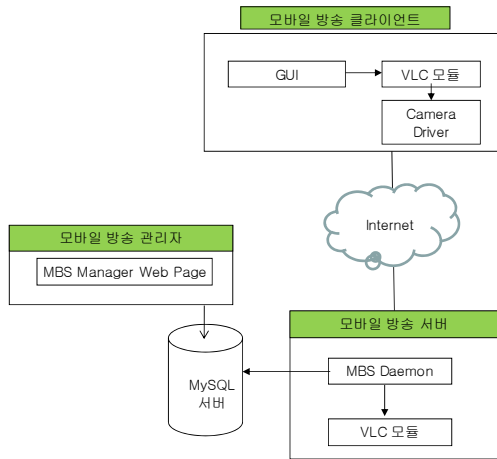 모바일 방송 클라이언트
GUI
VLC 모듈
Camera
Driver
Internet
모바일 방송 관리자
MBS Manager Web Page
모바일 방송 서버
MySQL
서버
MBS Daemon
VLC 모듈